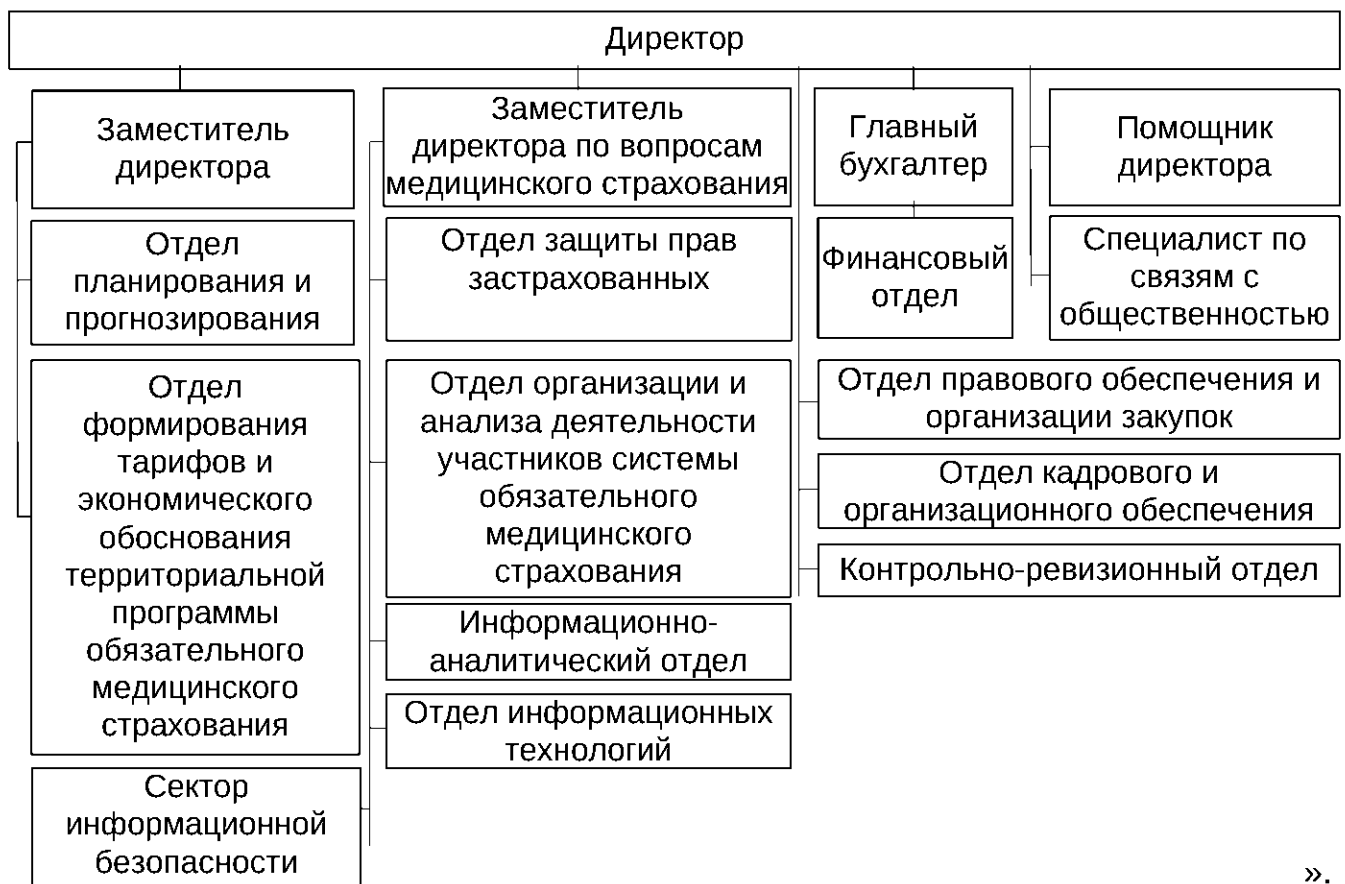 Директор
Заместитель
директора
Заместитель
директора по вопросам
медицинского страхования
Главный
бухгалтер
Помощник
директора
Отдел
планирования и
прогнозирования
Отдел защиты прав
застрахованных
Финансовый
отдел
Специалист по
связям с
общественностью
Отдел
формирования
тарифов и
экономического
обоснования
территориальной
программы
обязательного
медицинского
страхования
Отдел организации и
анализа деятельности
участников системы
обязательного
медицинского
страхования
Отдел правового обеспечения и
организации закупок
Отдел кадрового и
организационного обеспечения
Контрольно-ревизионный отдел
Информационно-
аналитический отдел
Отдел информационных
технологий
Сектор
информационной
безопасности
».